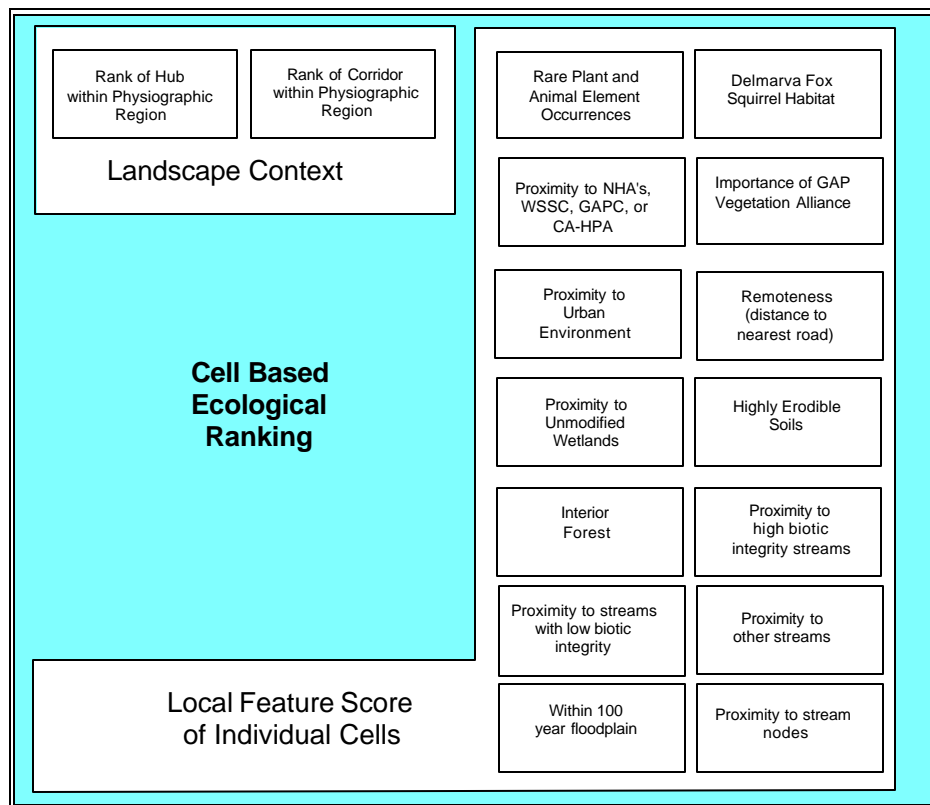 Rank of Hub
within Physiographic
Region
Rank of Corridor
within Physiographic
Region
Landscape Context
Cell Based
Ecological
Ranking
Rare Plant and
Animal Element
Occurrences
Delmarva Fox
Squirrel Habitat
Proximity to NHA's,
WSSC, GAPC, or
CA-HPA
Importance of GAP
Vegetation Alliance
Proximity to
Urban
Environment
Remoteness
(distance to
nearest road)
Proximity to
Unmodified
Wetlands
Highly Erodible
Soils
Interior
Forest
Proximity to
high biotic
integrity streams
Proximity to streams
with low biotic
integrity
Proximity to
other streams
Within 100
year floodplain
Proximity to stream
nodes
Local Feature Score
of Individual Cells